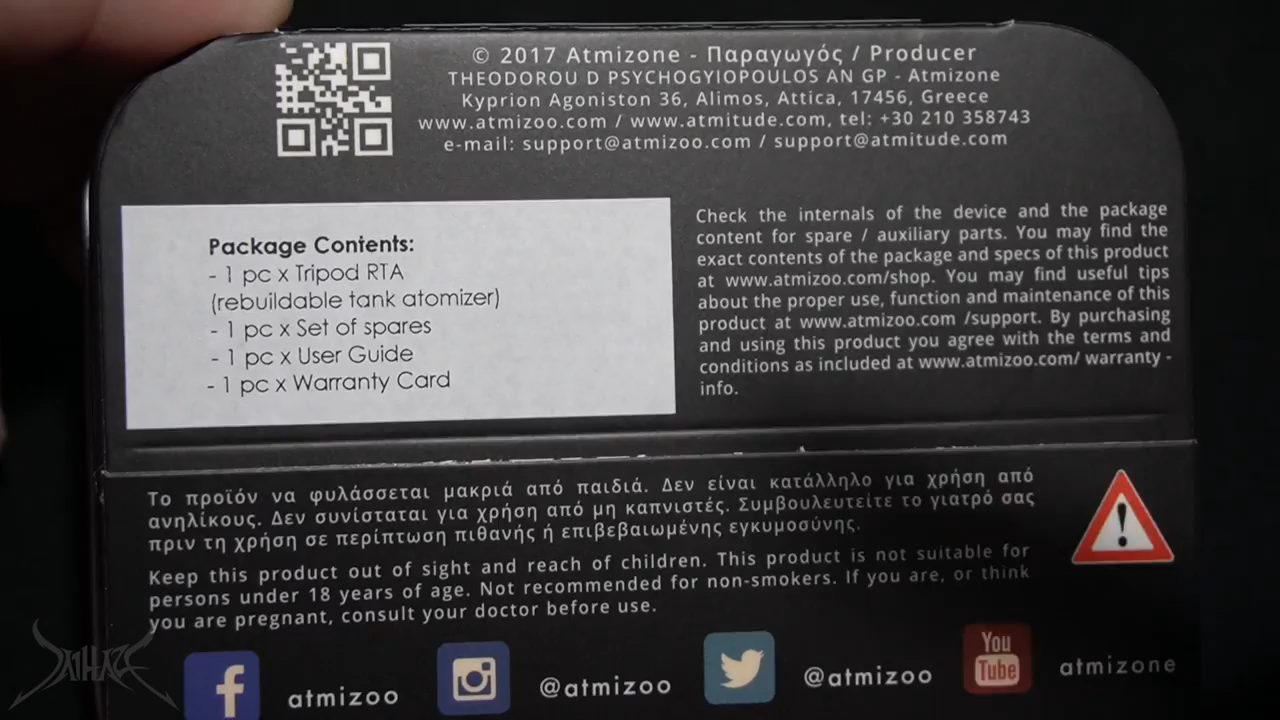 © 2017 Atmizone - Παραγωγός / Producer
THEODOROU D PSYCHOGYIOPOULOS AN GP - Atmizone
Kyprion Agoniston 36, Alimos, Attica, 17456, Greece
www.atmizoo.com / www.atmitude.com, tel: +30 210 358743
e-mail: support@atmizoo.com / support@atmitude.com
Package Contents:
- 1 pc x Tripod RTA
(rebuildable tank atomizer)
- 1 pc x Set of spares
- 1 pc x User Guide
- 1 pc x Warranty Card
Check the internals of the device and the package
content for spare / auxiliary parts. You may find the
exact contents of the package and specs of this product
at www.atmizoo.com/shop. You may find useful tips
about the proper use, function and maintenance of this
product at www.atmizoo.com /support. By purchasing
and using this product you agree with the terms and
conditions as included at www.atmizoo.com/ warranty -
info.
Το προϊόν να φυλάσσεται μακριά από παιδιά. Δεν είναι κατάλληλο για χρήση από
ανηλίκους. Δεν συνίσταται για χρήση από μη καπνιστές. Συμβουλευτείτε το γιατρό σας
πριν τη χρήση σε περίπτωση πιθανής ή επιβεβαιωμένης εγκυμοσύνης.
Keep this product out of sight and reach of children. This product is not suitable for
persons under 18 years of age. Not recommended for non-smokers. If you are, or think
you are pregnant, consult your doctor before use.
atmizoo
@atmizoo
@atmizoo
You
Tube
atmizone
DAIHAZE